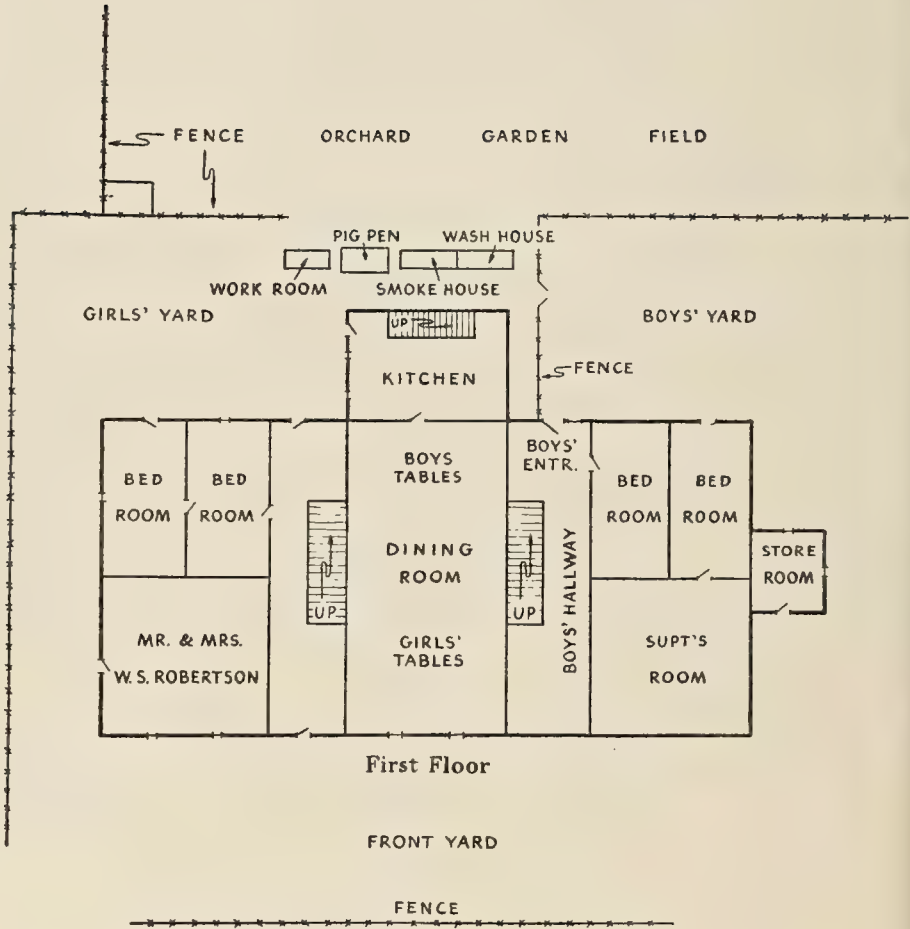 FENCE
ORCHARD
GARDEN
FIELD
PIG PEN
WASH HOUSE
WORK ROOM
SMOKE HOUSE
GIRLS' YARD
BOYS' YARD
UP
KITCHEN
FENCE
BED
ROOM
BED
ROOM
BOYS
TABLES
BOYS'
ENTR.
BED
ROOM
BED
ROOM
DINING
ROOM
STORE
ROOM
UP
UP
BOYS' HALLWAY
MR. & MRS.
W. S. ROBERTSON
GIRLS'
TABLES
SUPT'S
ROOM
First Floor
FRONT YARD
FENCE